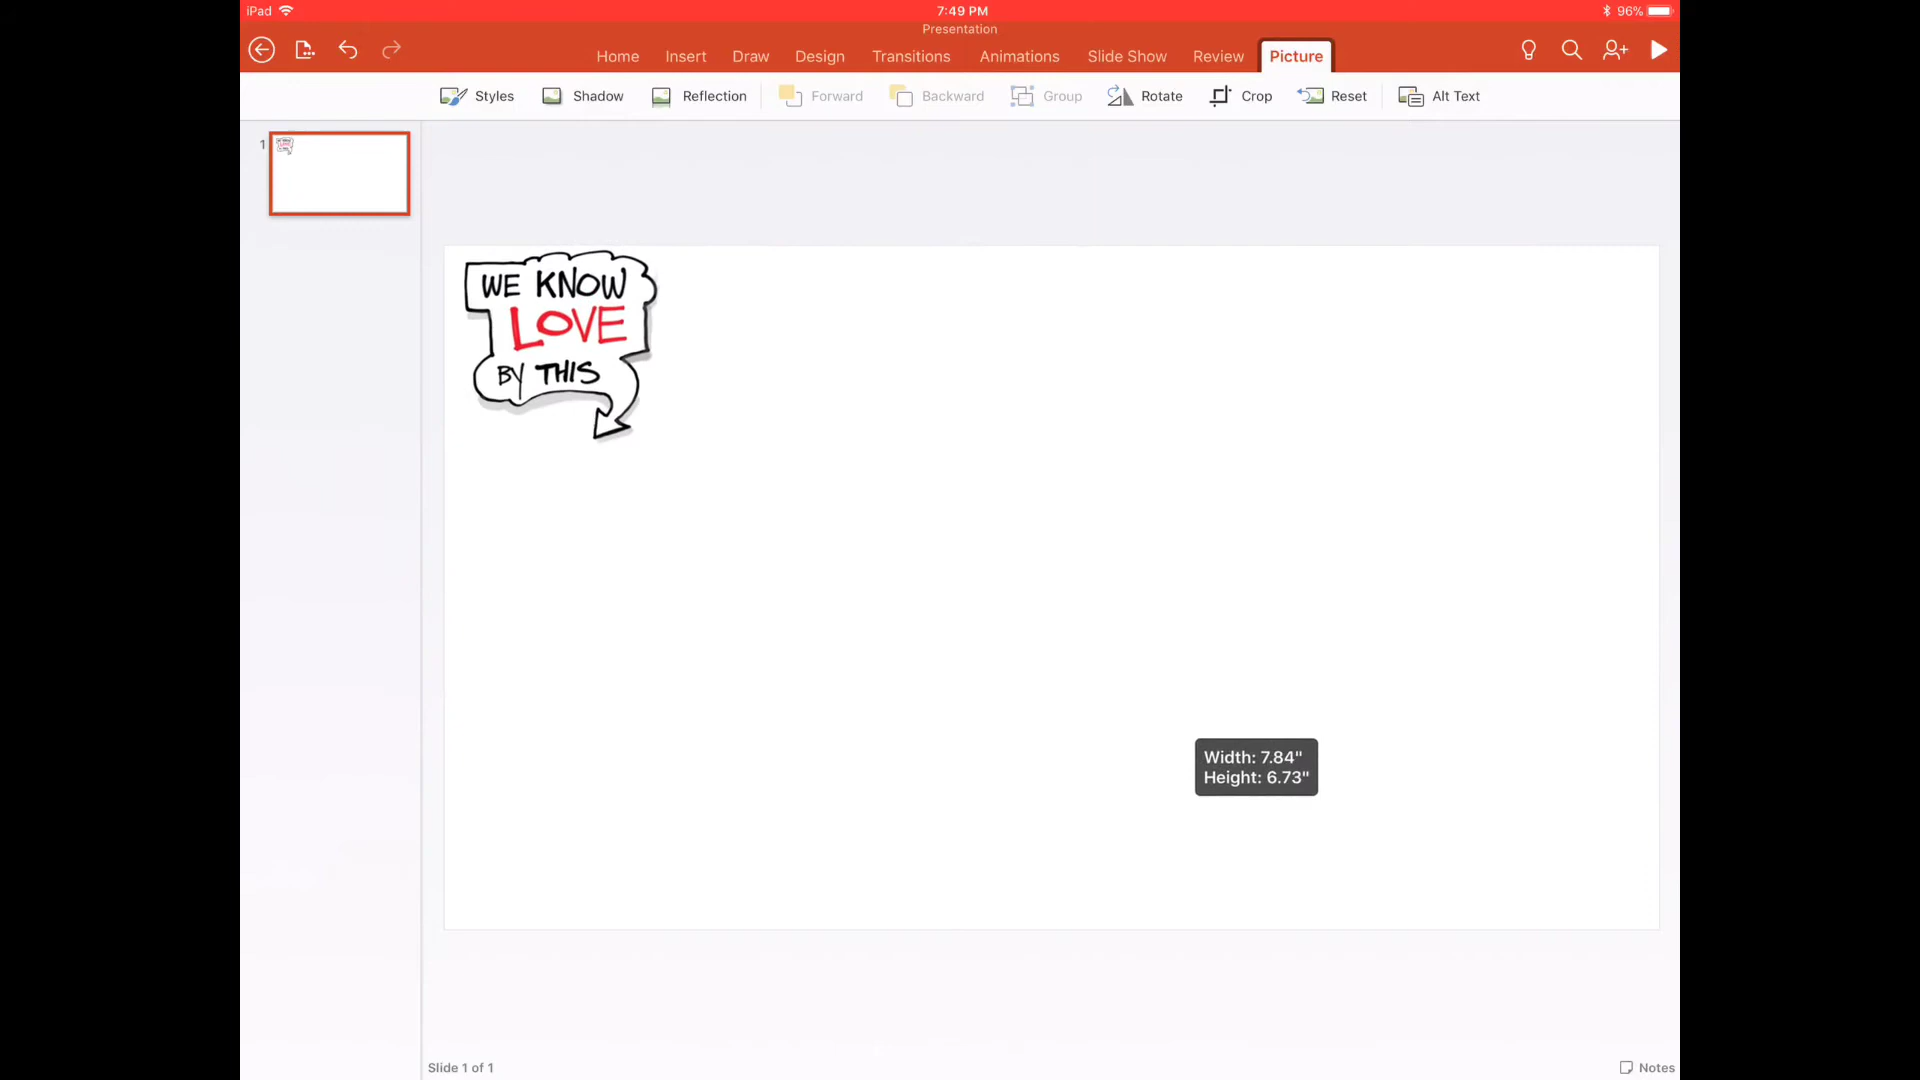 iPad 7:49 PM 96%
Presentation
Home Insert Draw Design Transitions Animations Slide Show Review Picture
Styles Shadow Reflection Forward Backward Group Rotate Crop Reset Alt Text
1
WE KNOW
LOVE
BY THIS
Width: 7.84"
Height: 6.73"
Slide 1 of 1 Notes